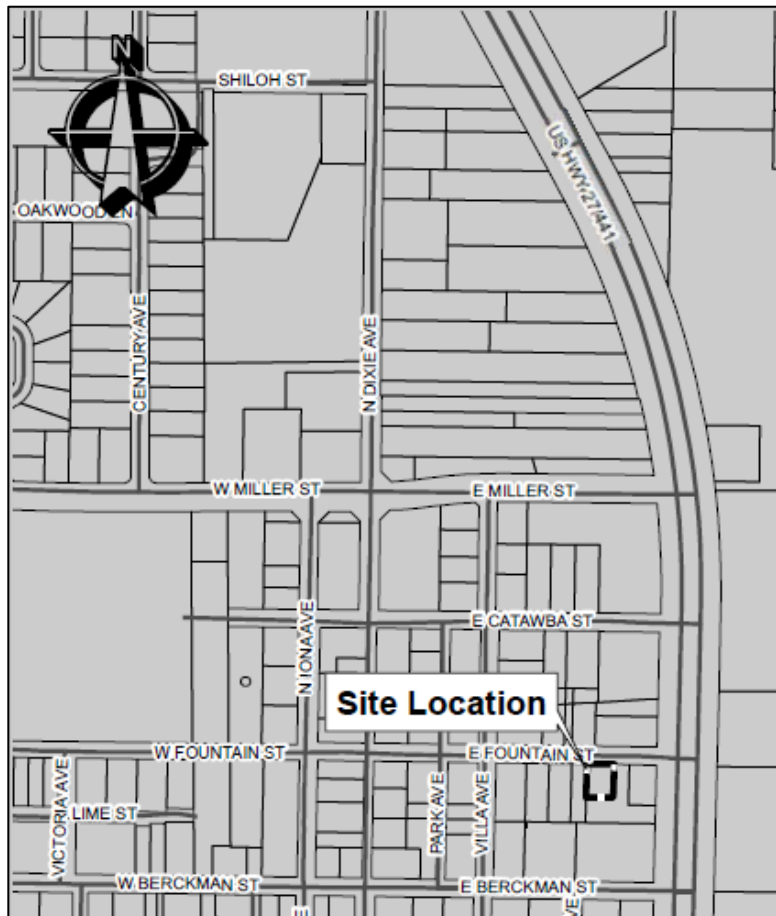 N
SHILOH ST
US HWY 27/441
OAKWOOD LN
CENTURY AVE
N DIXIE AVE
W MILLER ST
E MILLER ST
N IONA AVE
E CATAWBA ST
Site Location
W FOUNTAIN ST
E FOUNTAIN ST
VICTORIA AVE
LIME ST
PARK AVE
VILLA AVE
W BERCKMAN ST
E BERCKMAN ST
E
VE